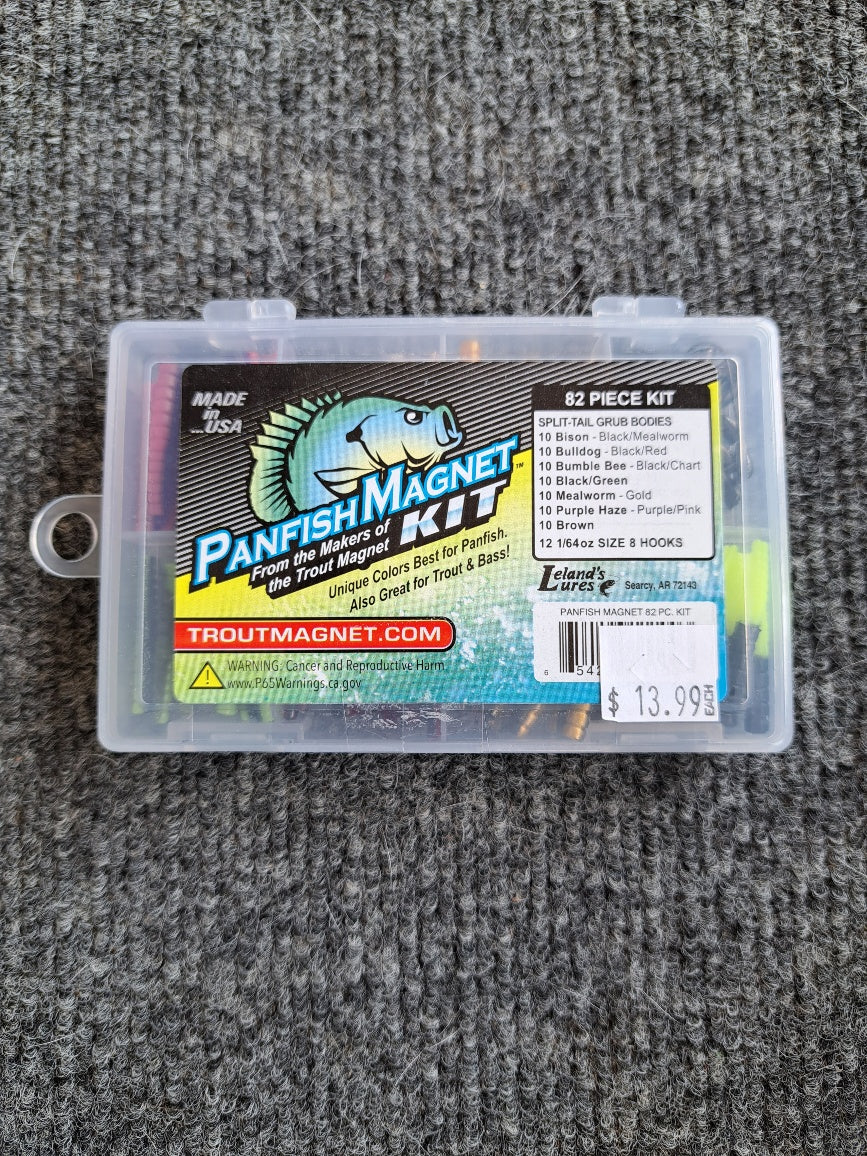 MADE
in
...USA
PANFISH MAGNET™
KIT
From the Makers of
the Trout Magnet
Unique Colors Best for Panfish.
Also Great for Trout & Bass!
TROUTMAGNET.COM
WARNING: Cancer and Reproductive Harm
www.P65Warnings.ca.gov
82 PIECE KIT
SPLIT-TAIL GRUB BODIES
10 Bison - Black/Mealworm
10 Bulldog - Black/Red
10 Bumble Bee - Black/Chart
10 Black/Green
10 Mealworm - Gold
10 Purple Haze - Purple/Pink
10 Brown
12 1/64oz SIZE 8 HOOKS
Leland's
Lures
Searcy, AR 72143
PANFISH MAGNET 82 PC. KIT
6 542
$ 13.99 EACH